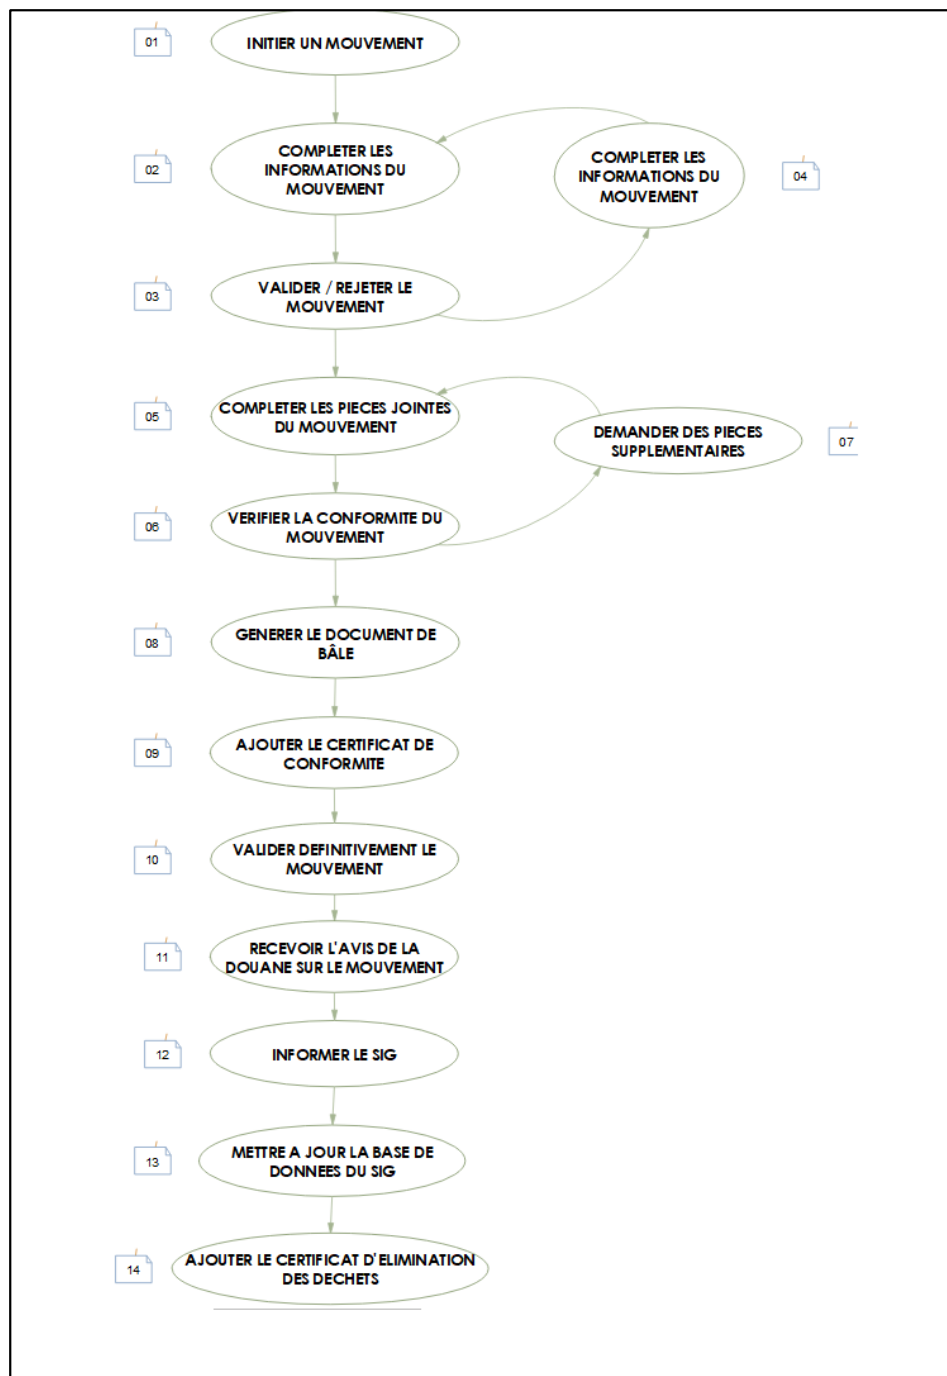 01
INITIER UN MOUVEMENT
02
COMPLETER LES
INFORMATIONS DU
MOUVEMENT
COMPLETER LES
INFORMATIONS DU
MOUVEMENT
04
03
VALIDER / REJETER LE
MOUVEMENT
05
COMPLETER LES PIECES JOINTES
DU MOUVEMENT
DEMANDER DES PIECES
SUPPLEMENTAIRES
07
06
VERIFIER LA CONFORMITE DU
MOUVEMENT
08
GENERER LE DOCUMENT DE
BÂLE
09
AJOUTER LE CERTIFICAT DE
CONFORMITE
10
VALIDER DEFINITIVEMENT LE
MOUVEMENT
11
RECEVOIR L'AVIS DE LA
DOUANE SUR LE MOUVEMENT
12
INFORMER LE SIG
13
METTRE A JOUR LA BASE DE
DONNEES DU SIG
14
AJOUTER LE CERTIFICAT D'ELIMINATION
DES DECHETS